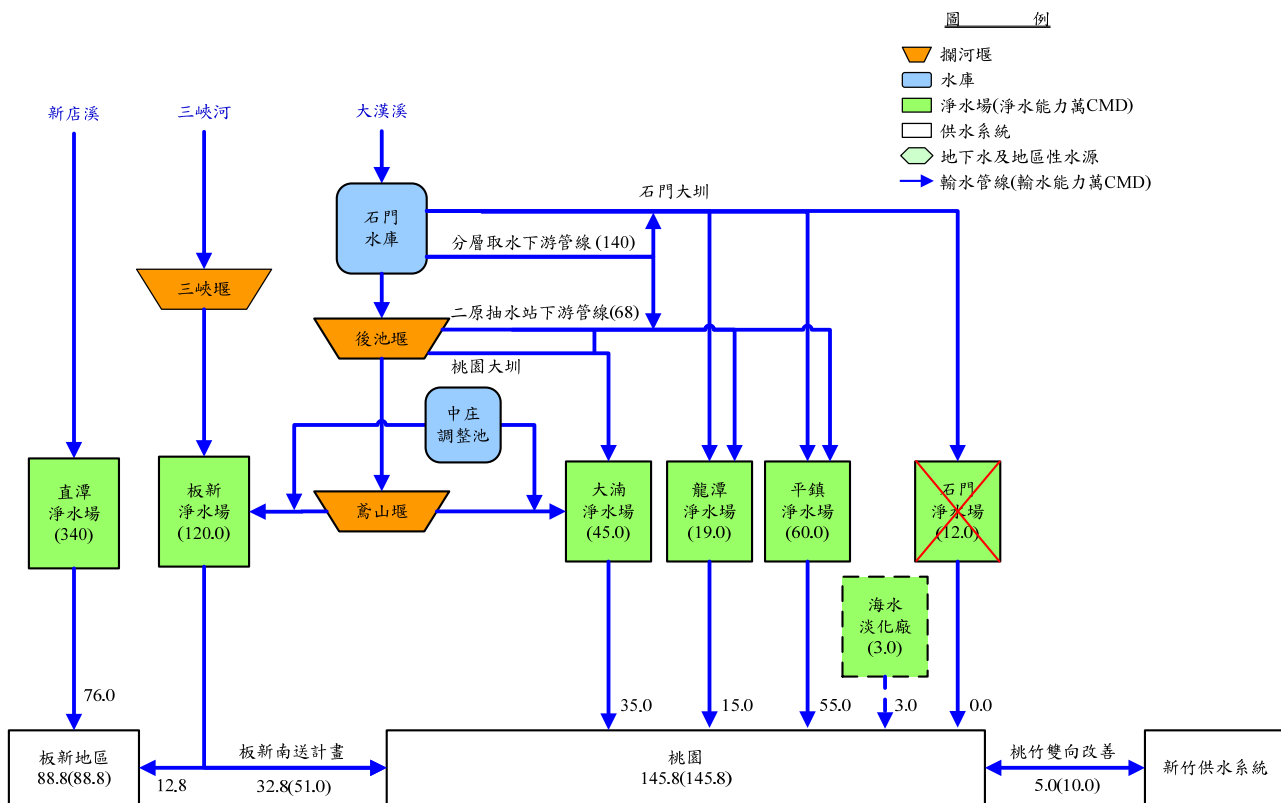 圖 例
攔河堰
水庫
淨水場(淨水能力萬CMD)
供水系統
地下水及地區性水源
輸水管線(輸水能力萬CMD)
新店溪
三峽河
大漢溪
石門
水庫
石門大圳
分層取水下游管線(140)
三峽堰
二原抽水站下游管線(68)
後池堰
桃園大圳
中庄
調整池
直潭
淨水場
(340)
板新
淨水場
(120.0)
鳶山堰
大湳
淨水場
(45.0)
龍潭
淨水場
(19.0)
平鎮
淨水場
(60.0)
石門
淨水場
(12.0)
海水
淡化廠
(3.0)
76.0
35.0
15.0
55.0
3.0
0.0
板新地區
88.8(88.8)
12.8
板新南送計畫
32.8(51.0)
桃園
145.8(145.8)
桃竹雙向改善
5.0(10.0)
新竹供水系統